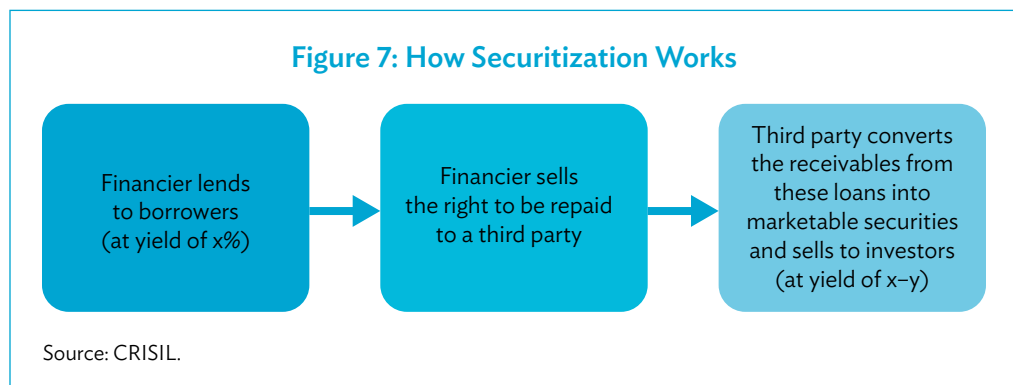 Figure 7: How Securitization Works
Financier lends
to borrowers
(at yield of x%)
Financier sells
the right to be repaid
to a third party
Third party converts
the receivables from
these loans into
marketable securities
and sells to investors
(at yield of x–y)
Source: CRISIL.